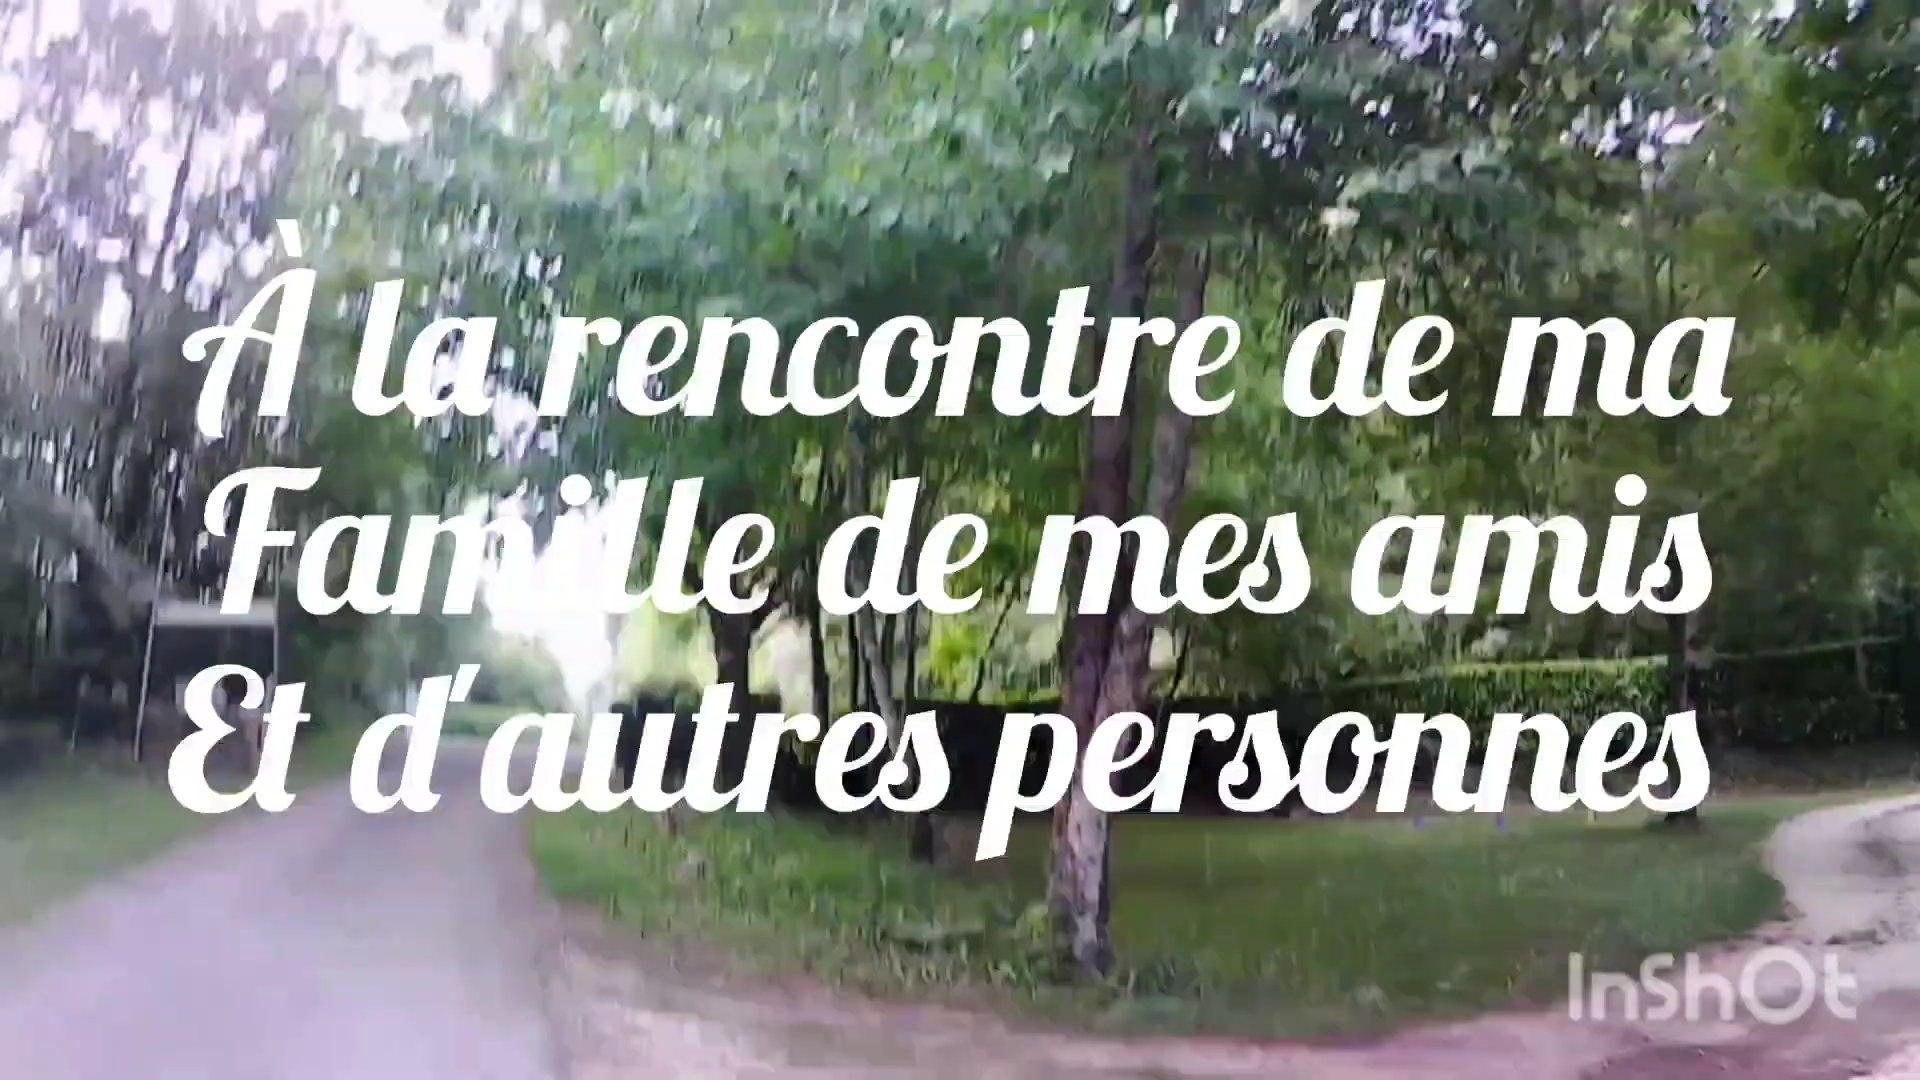 À la rencontre de ma
Famille de mes amis
Et d'autres personnes
InShOt